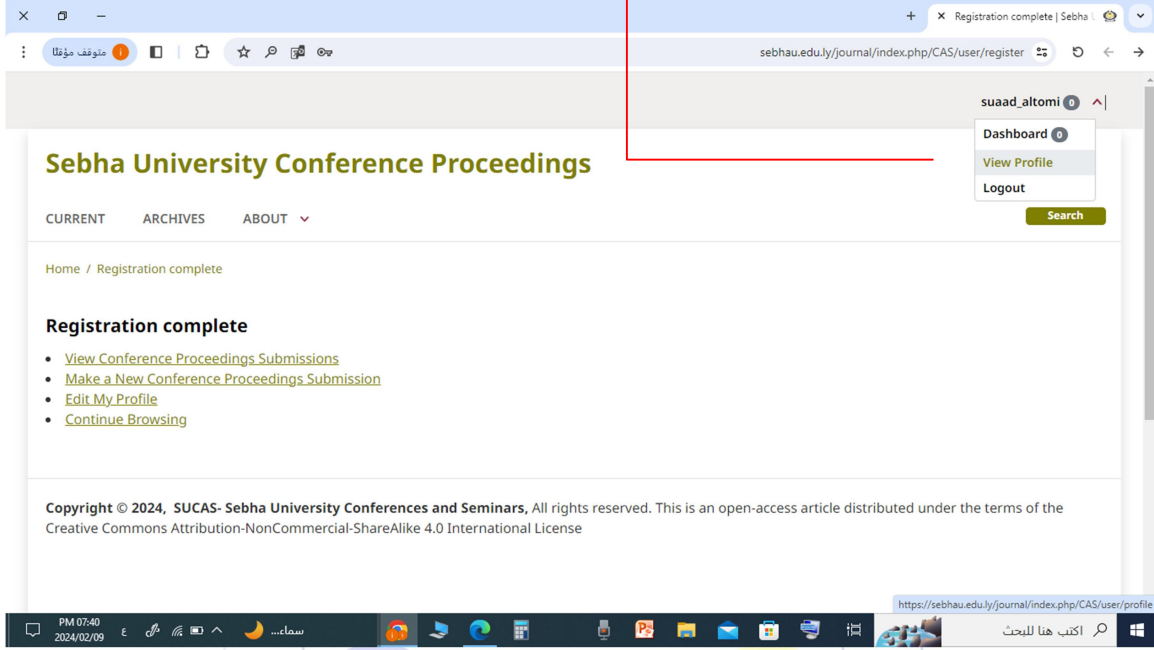 Registration complete | Sebha U
متوقف مؤقتًا
sebhau.edu.ly/journal/index.php/CAS/user/register
suaad_altomi 0
Dashboard 0
View Profile
Logout
Sebha University Conference Proceedings
CURRENT ARCHIVES ABOUT
Search
Home / Registration complete
Registration complete
View Conference Proceedings Submissions
Make a New Conference Proceedings Submission
Edit My Profile
Continue Browsing
Copyright © 2024, SUCAS- Sebha University Conferences and Seminars, All rights reserved. This is an open-access article distributed under the terms of the
Creative Commons Attribution-NonCommercial-ShareAlike 4.0 International License
https://sebhau.edu.ly/journal/index.php/CAS/user/profile
PM 07:40
2024/02/09
ع
سماء...
اكتب هنا للبحث